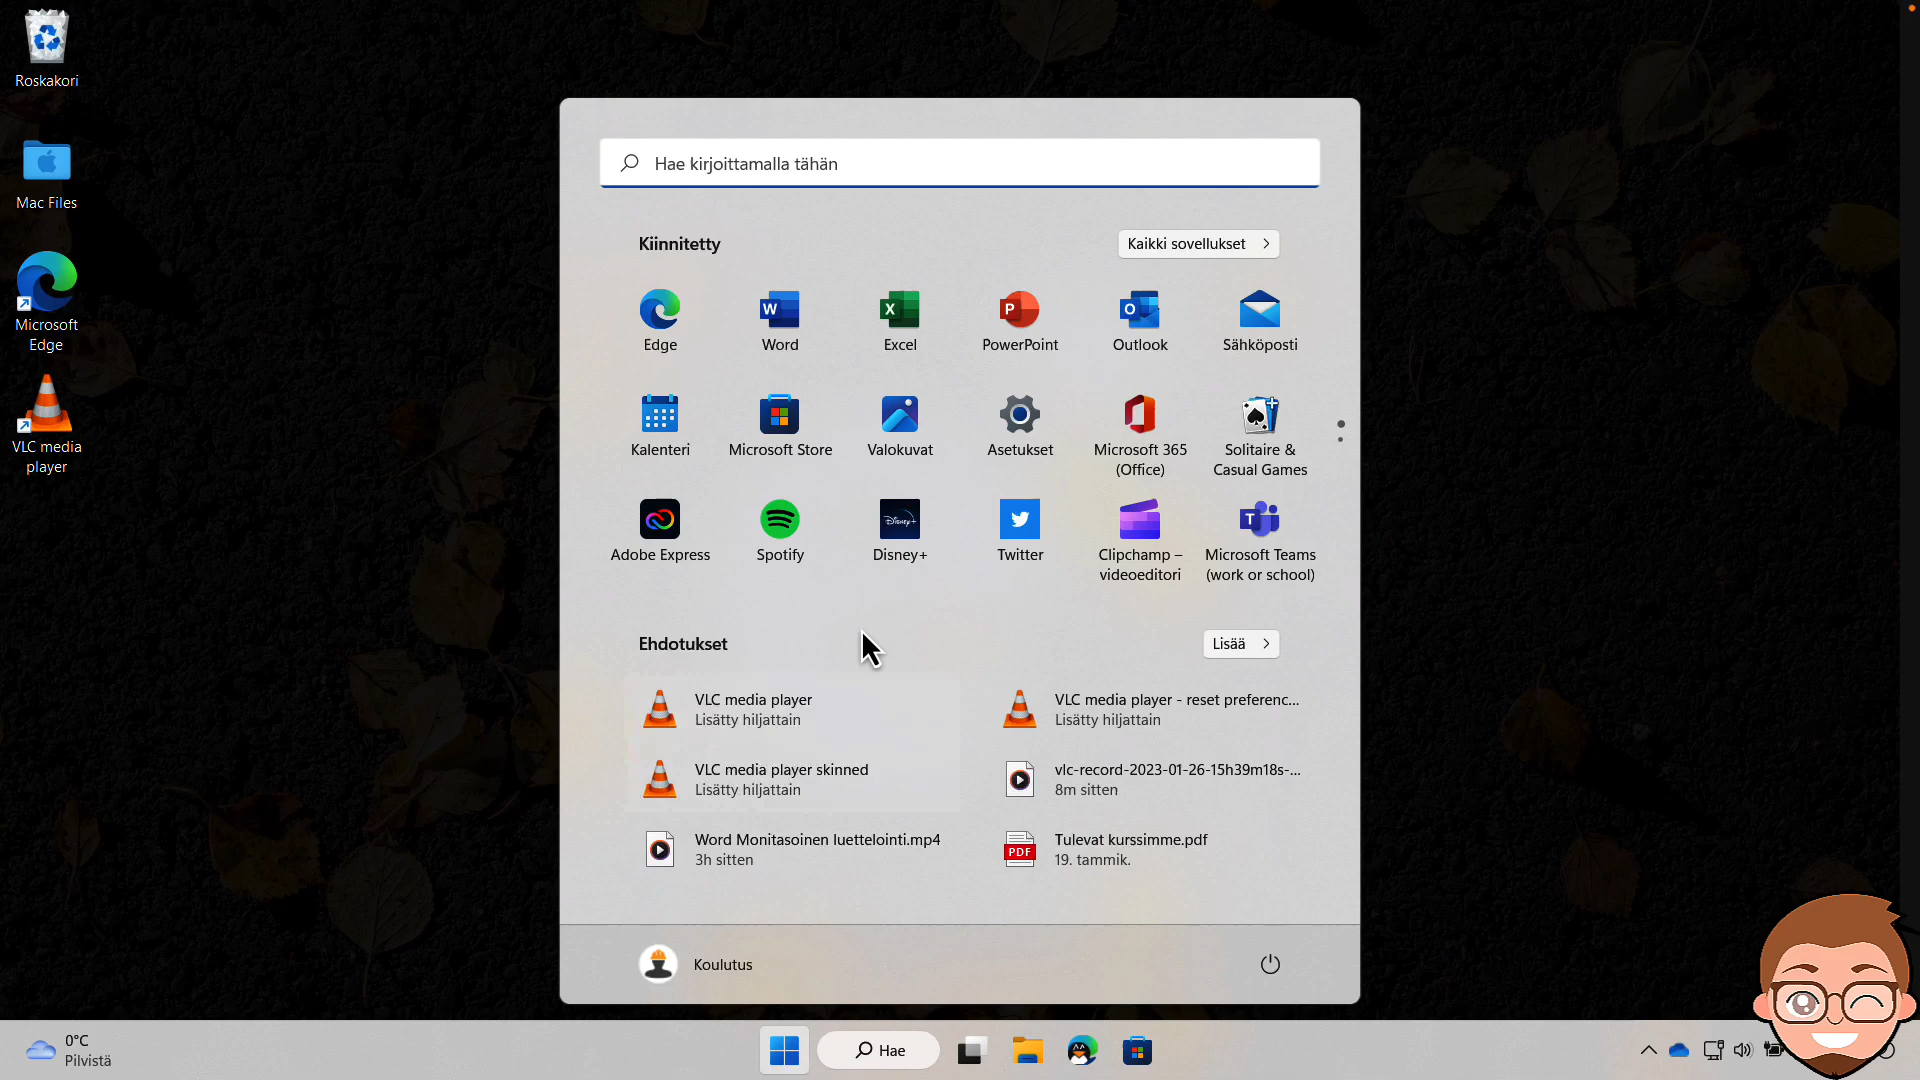 Roskakori
Mac Files
Microsoft
Edge
VLC media
player
Hae kirjoittamalla tähän
Kiinnitetty
Kaikki sovellukset
Edge
Word
Excel
PowerPoint
Outlook
Sähköposti
Kalenteri
Microsoft Store
Valokuvat
Asetukset
Microsoft 365
(Office)
Solitaire &
Casual Games
Adobe Express
Spotify
Disney+
Disney+
Twitter
Clipchamp –
videoeditori
Microsoft Teams
(work or school)
Ehdotukset
Lisää
VLC media player
Lisätty hiljattain
VLC media player - reset preferenc...
Lisätty hiljattain
VLC media player skinned
Lisätty hiljattain
vlc-record-2023-01-26-15h39m18s-...
8m sitten
Word Monitasoinen luettelointi.mp4
3h sitten
PDF
Tulevat kurssimme.pdf
19. tammik.
Koulutus
0°C
Pilvistä
Hae